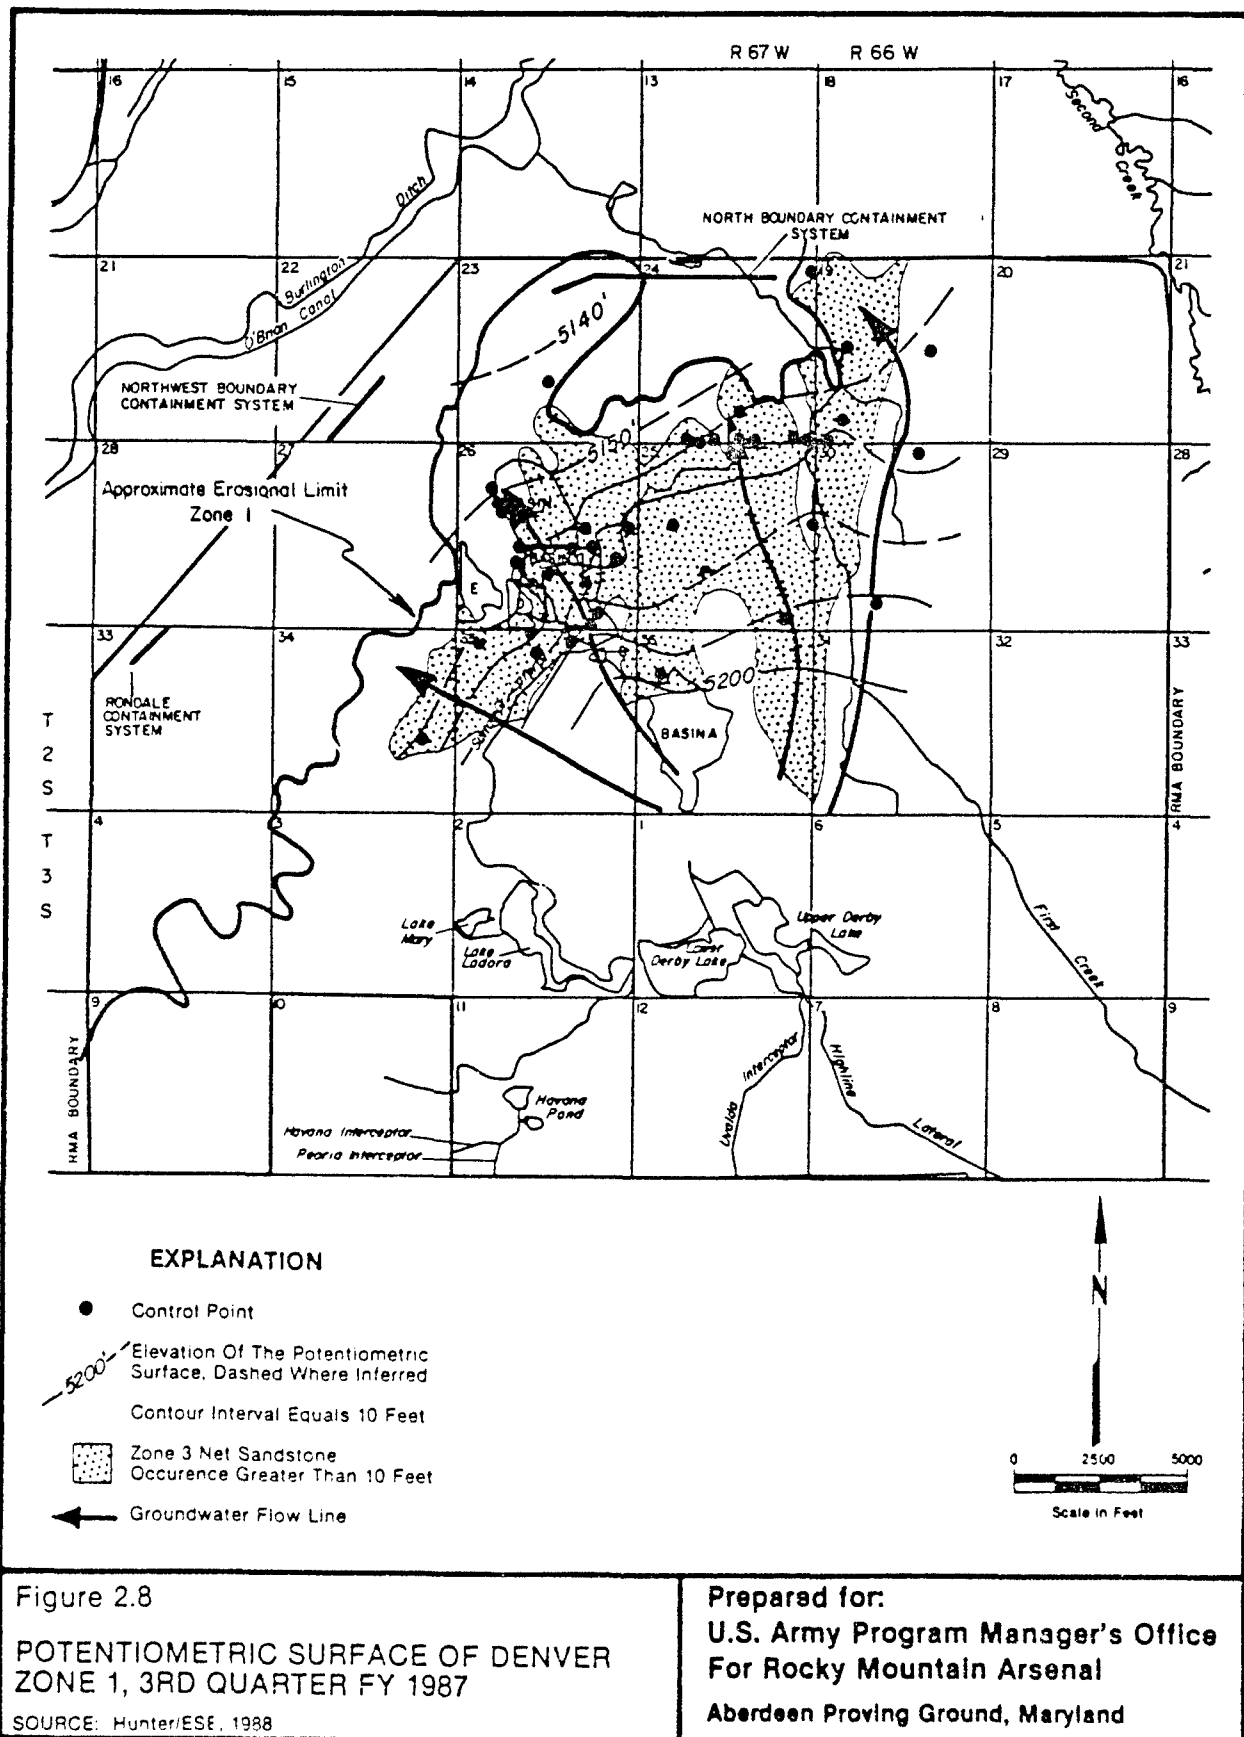 R 67 W R 66 W
16 15 14 13 18 17 16
Second
Creek
Ditch
NORTH BOUNDARY CONTAINMENT
SYSTEM
21 22 23 24 19 20 21
Burlington
O'Brian Canal
5140'
NORTHWEST BOUNDARY
CONTAINMENT SYSTEM
5150'
28 27 26 25 30 29 28
Approximate Erosional Limit
Zone 1
E
33 34 35 36 31 32 33
5200'
RONDALE
CONTAINMENT
SYSTEM
BASIN A
T
2
S
T
3
S
RMA BOUNDARY
4 3 2 1 6 5 4
Lake
Mary
Lake
Ladora
Lower
Derby Lake
Upper Derby
Lake
First
Creek
9 10 11 12 7 8 9
RMA BOUNDARY
Havana
Pond
Havana Interceptor
Peoria Interceptor
Uvalda
Interceptor
Highline
Lateral
EXPLANATION
Control Point
5200'
Elevation Of The Potentiometric
Surface, Dashed Where Inferred
Contour Interval Equals 10 Feet
Zone 3 Net Sandstone
Occurence Greater Than 10 Feet
Groundwater Flow Line
N
0 2500 5000
Scale in Feet
Figure 2.8
POTENTIOMETRIC SURFACE OF DENVER
ZONE 1, 3RD QUARTER FY 1987
SOURCE: Hunter/ESE, 1988
Prepared for:
U.S. Army Program Manager's Office
For Rocky Mountain Arsenal
Aberdeen Proving Ground, Maryland